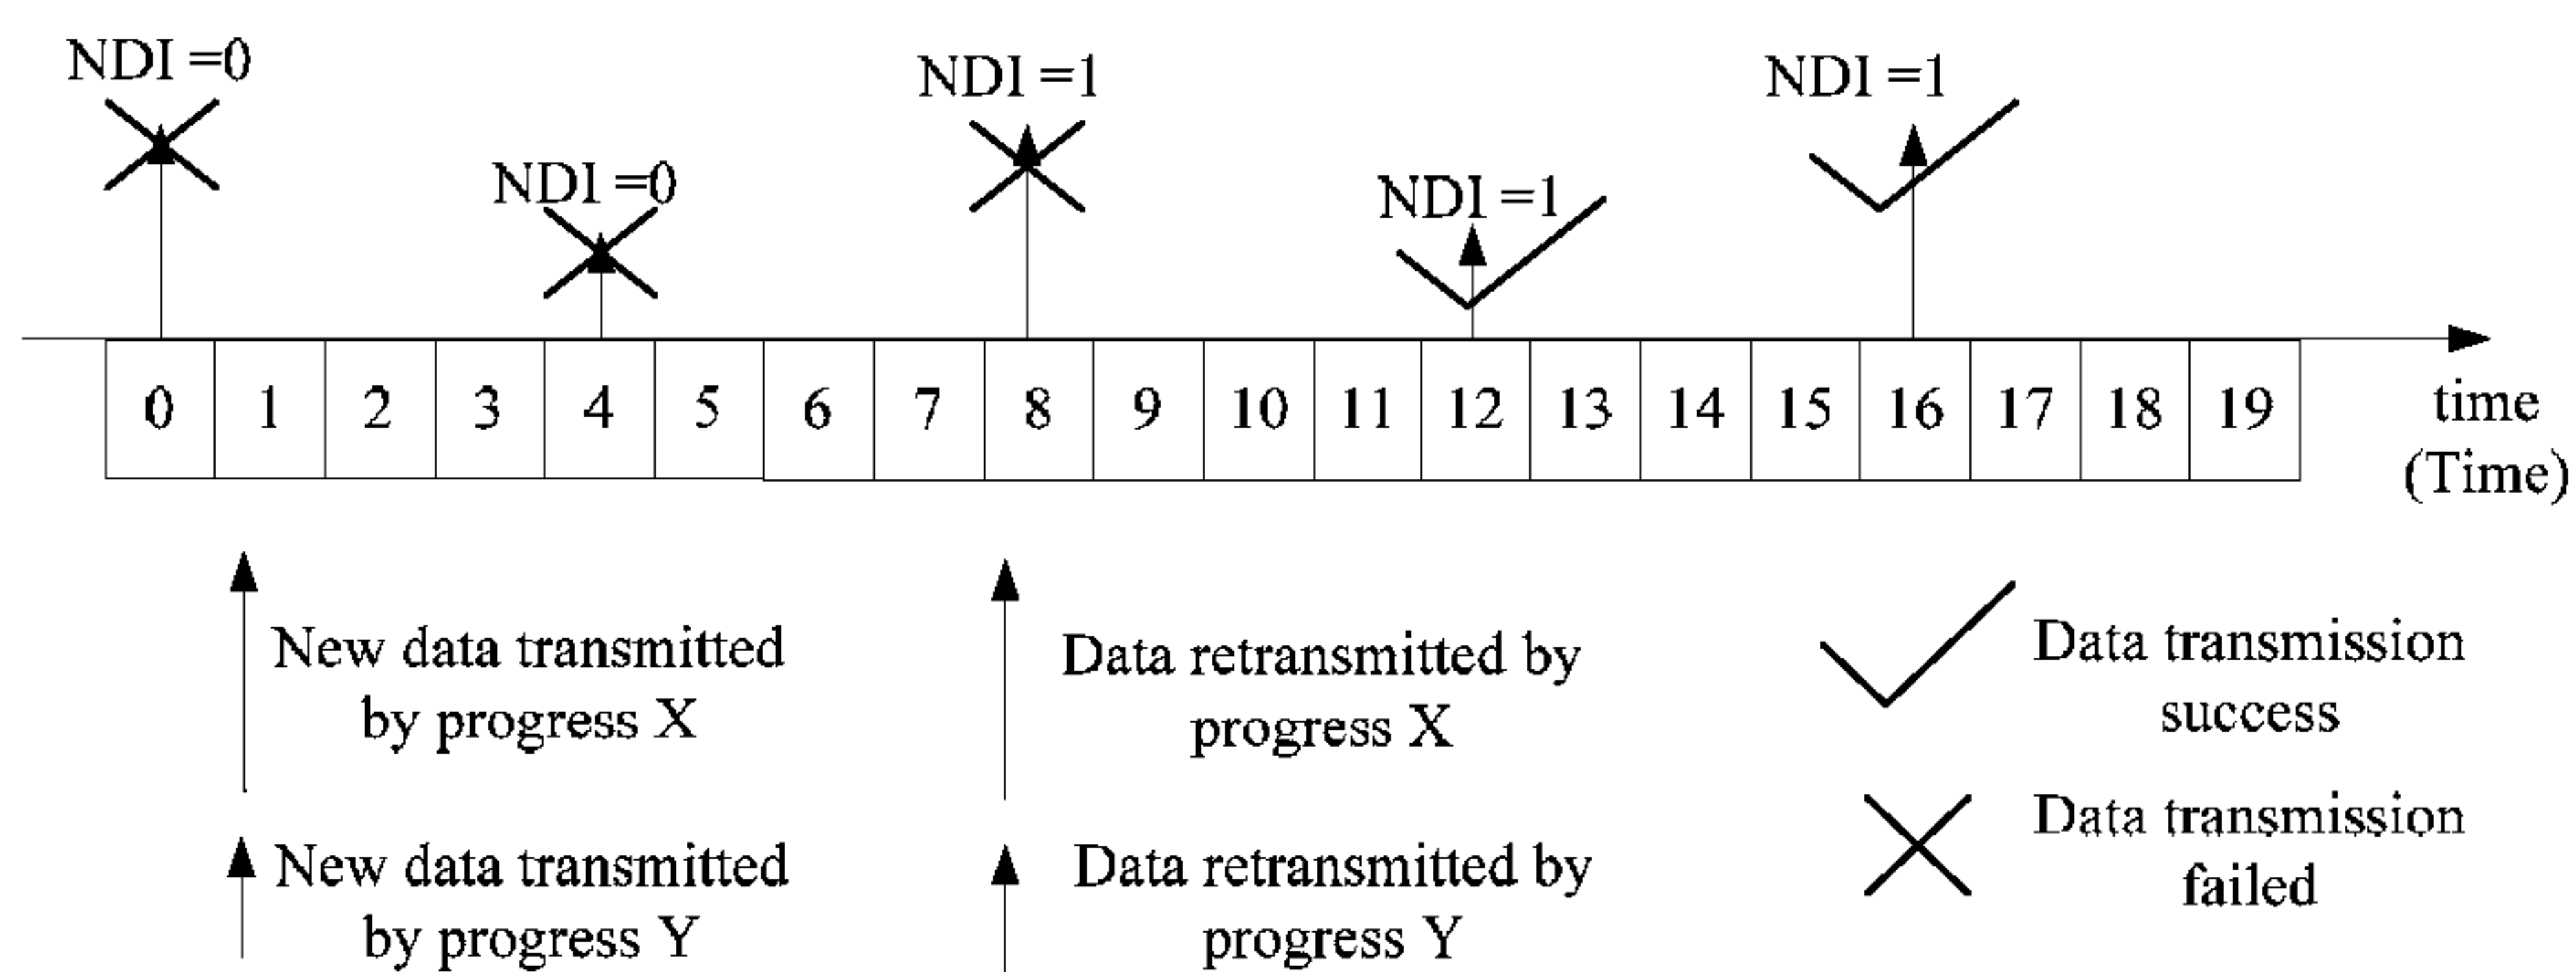 NDI =0
NDI =0
NDI =1
NDI =1
NDI =1
0 1 2 3 4 5 6 7 8 9 10 11 12 13 14 15 16 17 18 19
time
(Time)
New data transmitted
by progress X
Data retransmitted by
progress X
Data transmission
success
New data transmitted
by progress Y
Data retransmitted by
progress Y
Data transmission
failed